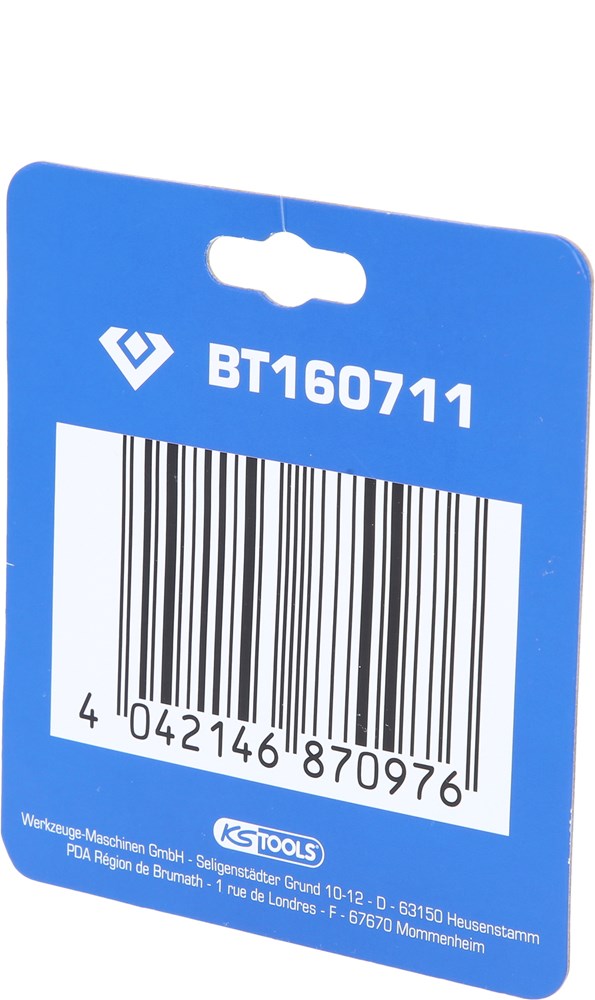 BT160711
4 042146 870976
KS TOOLS
Werkzeuge-Maschinen GmbH - Seligenstädter Grund 10-12 - D - 63150 Heusenstamm
PDA Région de Brumath - 1 rue de Londres - F - 67670 Mommenheim